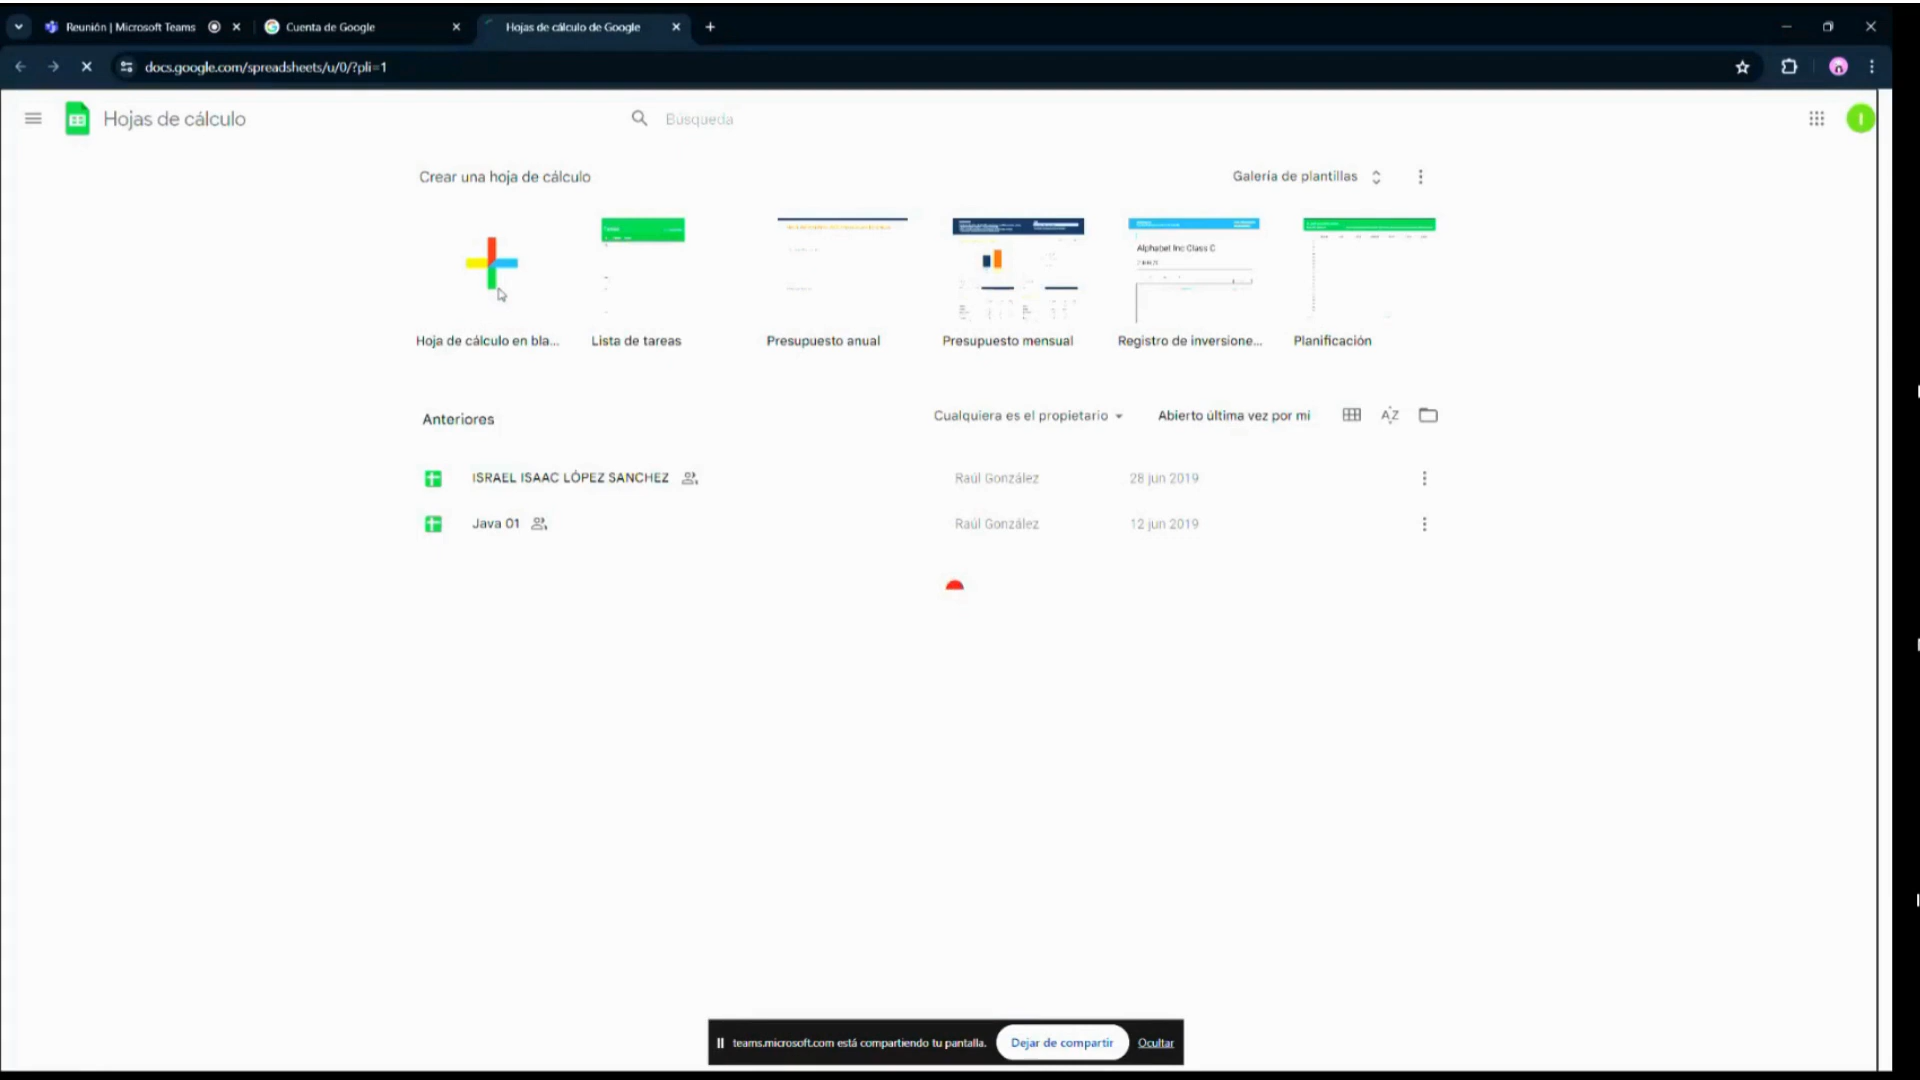 Reunión | Microsoft Teams
Cuenta de Google
Hojas de cálculo de Google
docs.google.com/spreadsheets/u/0/?pli=1
Hojas de cálculo
Búsqueda
I
Crear una hoja de cálculo
Galería de plantillas
Alphabet Inc Class C
Hoja de cálculo en bla...
Lista de tareas
Presupuesto anual
Presupuesto mensual
Registro de inversione...
Planificación
Anteriores
Cualquiera es el propietario
Abierto última vez por mí
AZ
ISRAEL ISAAC LÓPEZ SANCHEZ
Raúl González
28 jun 2019
Java 01
Raúl González
12 jun 2019
teams.microsoft.com está compartiendo tu pantalla.
Dejar de compartir
Ocultar